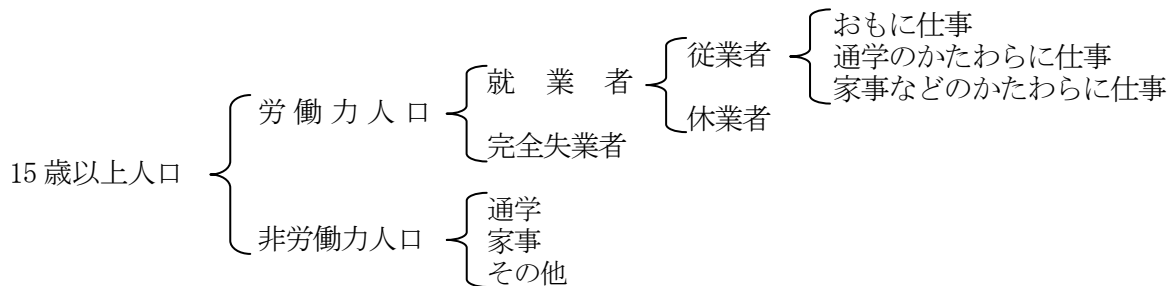 おもに仕事
従業者
通学のかたわらに仕事
就業者
家事などのかたわらに仕事
労働力人口
休業者
完全失業者
15歳以上人口
通学
非労働力人口
家事
その他